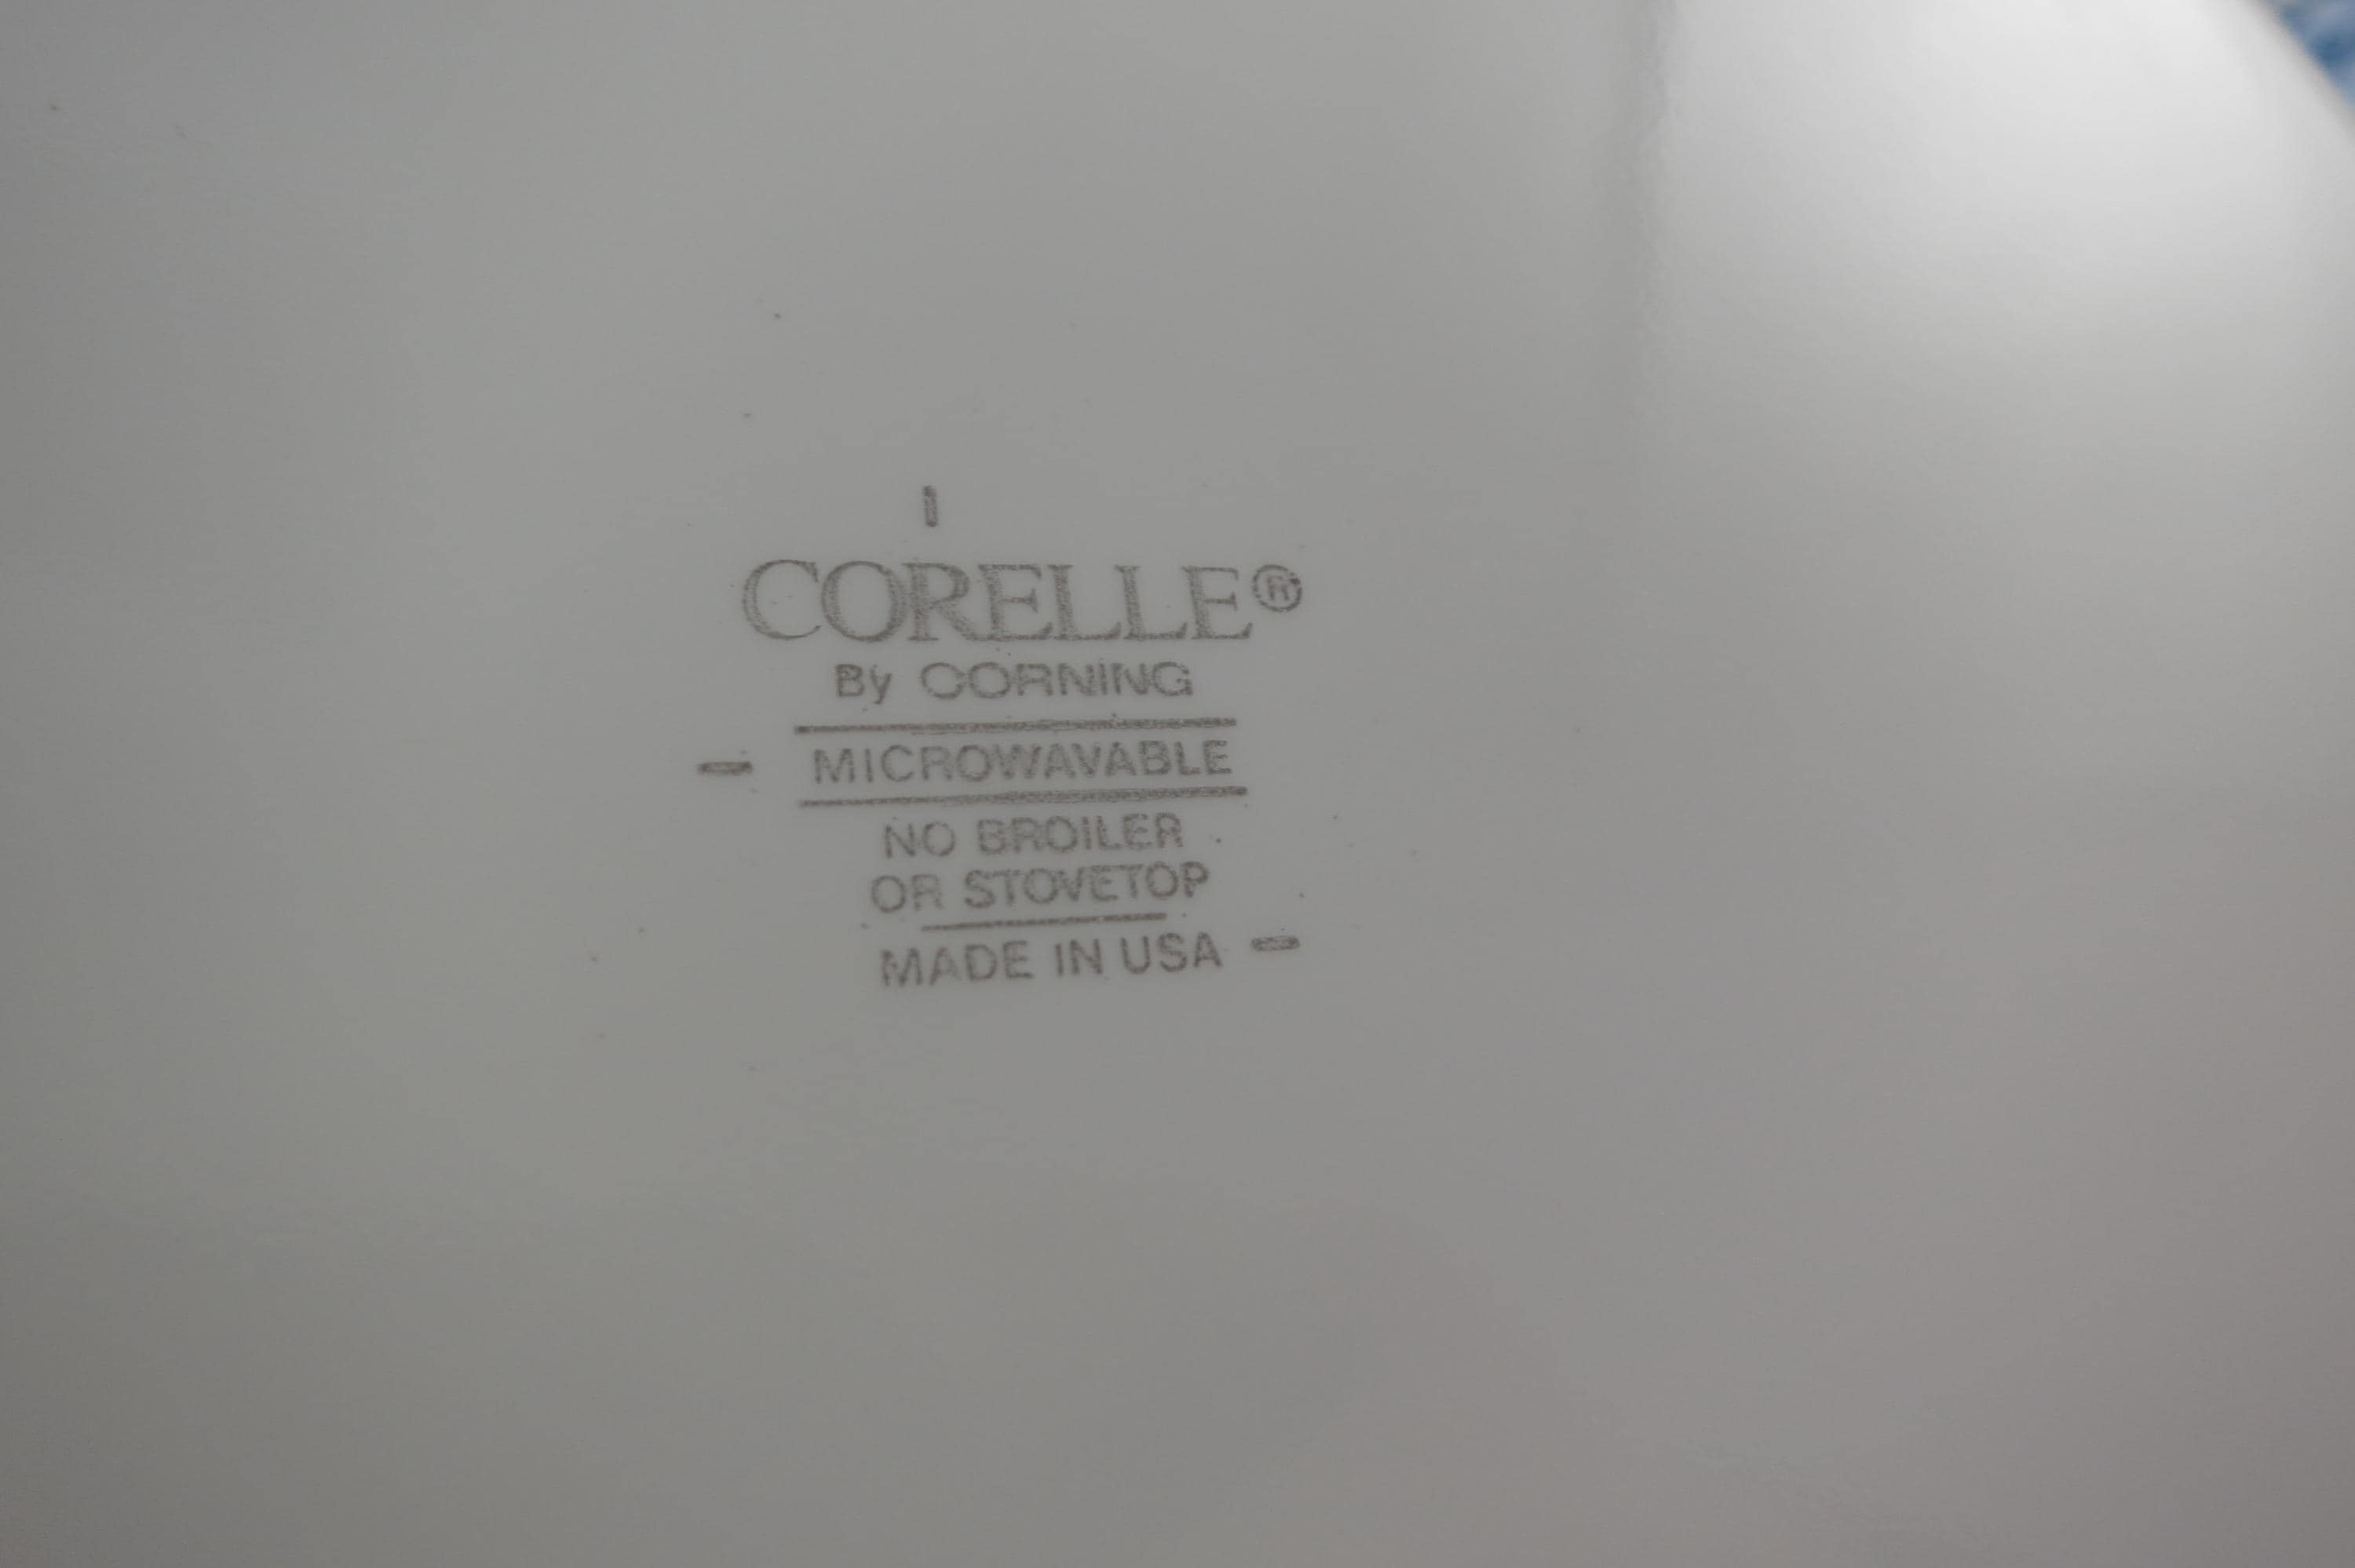 CORELLE®
By CORNING
MICROWAVABLE
NO BROILER
OR STOVETOP
MADE IN USA